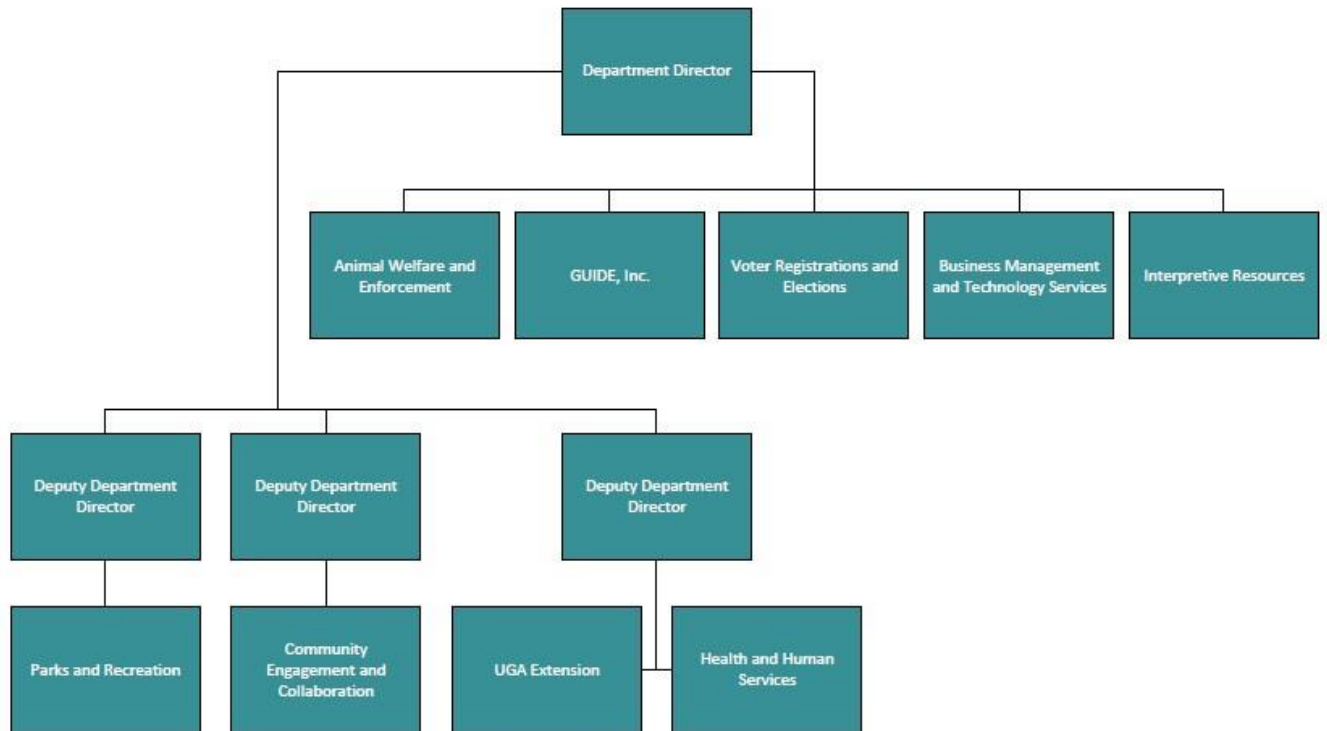 Department Director
Animal Welfare and
Enforcement
GUIDE, Inc.
Voter Registrations and
Elections
Business Management
and Technology Services
Interpretive Resources
Deputy Department
Director
Deputy Department
Director
Deputy Department
Director
Parks and Recreation
Community
Engagement and
Collaboration
UGA Extension
Health and Human
Services